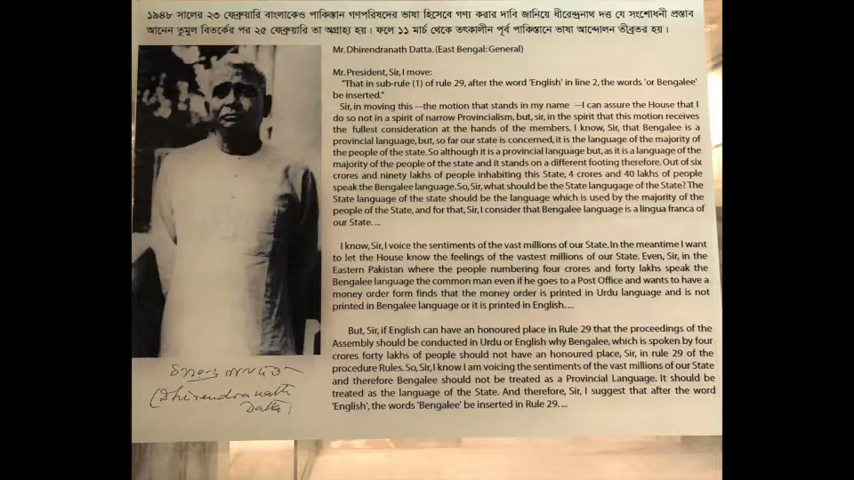 ১৯৪৮ সালের ২৩ ফেব্রুয়ারি বাংলাকেও পাকিস্তান গণপরিষদের ভাষা হিসেবে গণ্য করার দাবি জানিয়ে ধীরেন্দ্রনাথ দত্ত যে সংশোধনী প্রস্তাব
আনেন তুমুল বিতর্কের পর ২৫ ফেব্রুয়ারি তা অগ্রাহ্য হয়। ফলে ১১ মার্চ থেকে তৎকালীন পূর্ব পাকিস্তানে ভাষা আন্দোলন তীব্রতর হয়।
Mr. Dhirendranath Datta. (East Bengal: General)
Mr. President, Sir, I move:
"That in sub-rule (1) of rule 29, after the word 'English' in line 2, the words 'or Bengalee'
be inserted."
Sir, in moving this —the motion that stands in my name —I can assure the House that I
do so not in a spirit of narrow Provincialism, but, sir, in the spirit that this motion receives
the fullest consideration at the hands of the members. I know, Sir, that Bengalee is a
provincial language, but, so far our state is concerned, it is the language of the majority of
the people of the state. So although it is a provincial language but, as it is a language of the
majority of the people of the state and it stands on a different footing therefore. Out of six
crores and ninety lakhs of people inhabiting this State, 4 crores and 40 lakhs of people
speak the Bengalee language. So, Sir, what should be the State langugage of the State? The
State language of the state should be the language which is used by the majority of the
people of the State, and for that, Sir, I consider that Bengalee language is a lingua franca of
our State. ...
I know, Sir, I voice the sentiments of the vast millions of our State. In the meantime I want
to let the House know the feelings of the vastest millions of our State. Even, Sir, in the
Eastern Pakistan where the people numbering four crores and forty lakhs speak the
Bengalee language the common man even if he goes to a Post Office and wants to have a
money order form finds that the money order is printed in Urdu language and is not
printed in Bengalee language or it is printed in English. ...
But, Sir, if English can have an honoured place in Rule 29 that the proceedings of the
Assembly should be conducted in Urdu or English why Bengalee, which is spoken by four
crores forty lakhs of people should not have an honoured place, Sir, in rule 29 of the
procedure Rules. So, Sir, I know I am voicing the sentiments of the vast millions of our State
and therefore Bengalee should not be treated as a Provincial Language. It should be
treated as the language of the State. And therefore, Sir, I suggest that after the word
'English', the words 'Bengalee' be inserted in Rule 29. ...
(Dhirendranath
Datta)